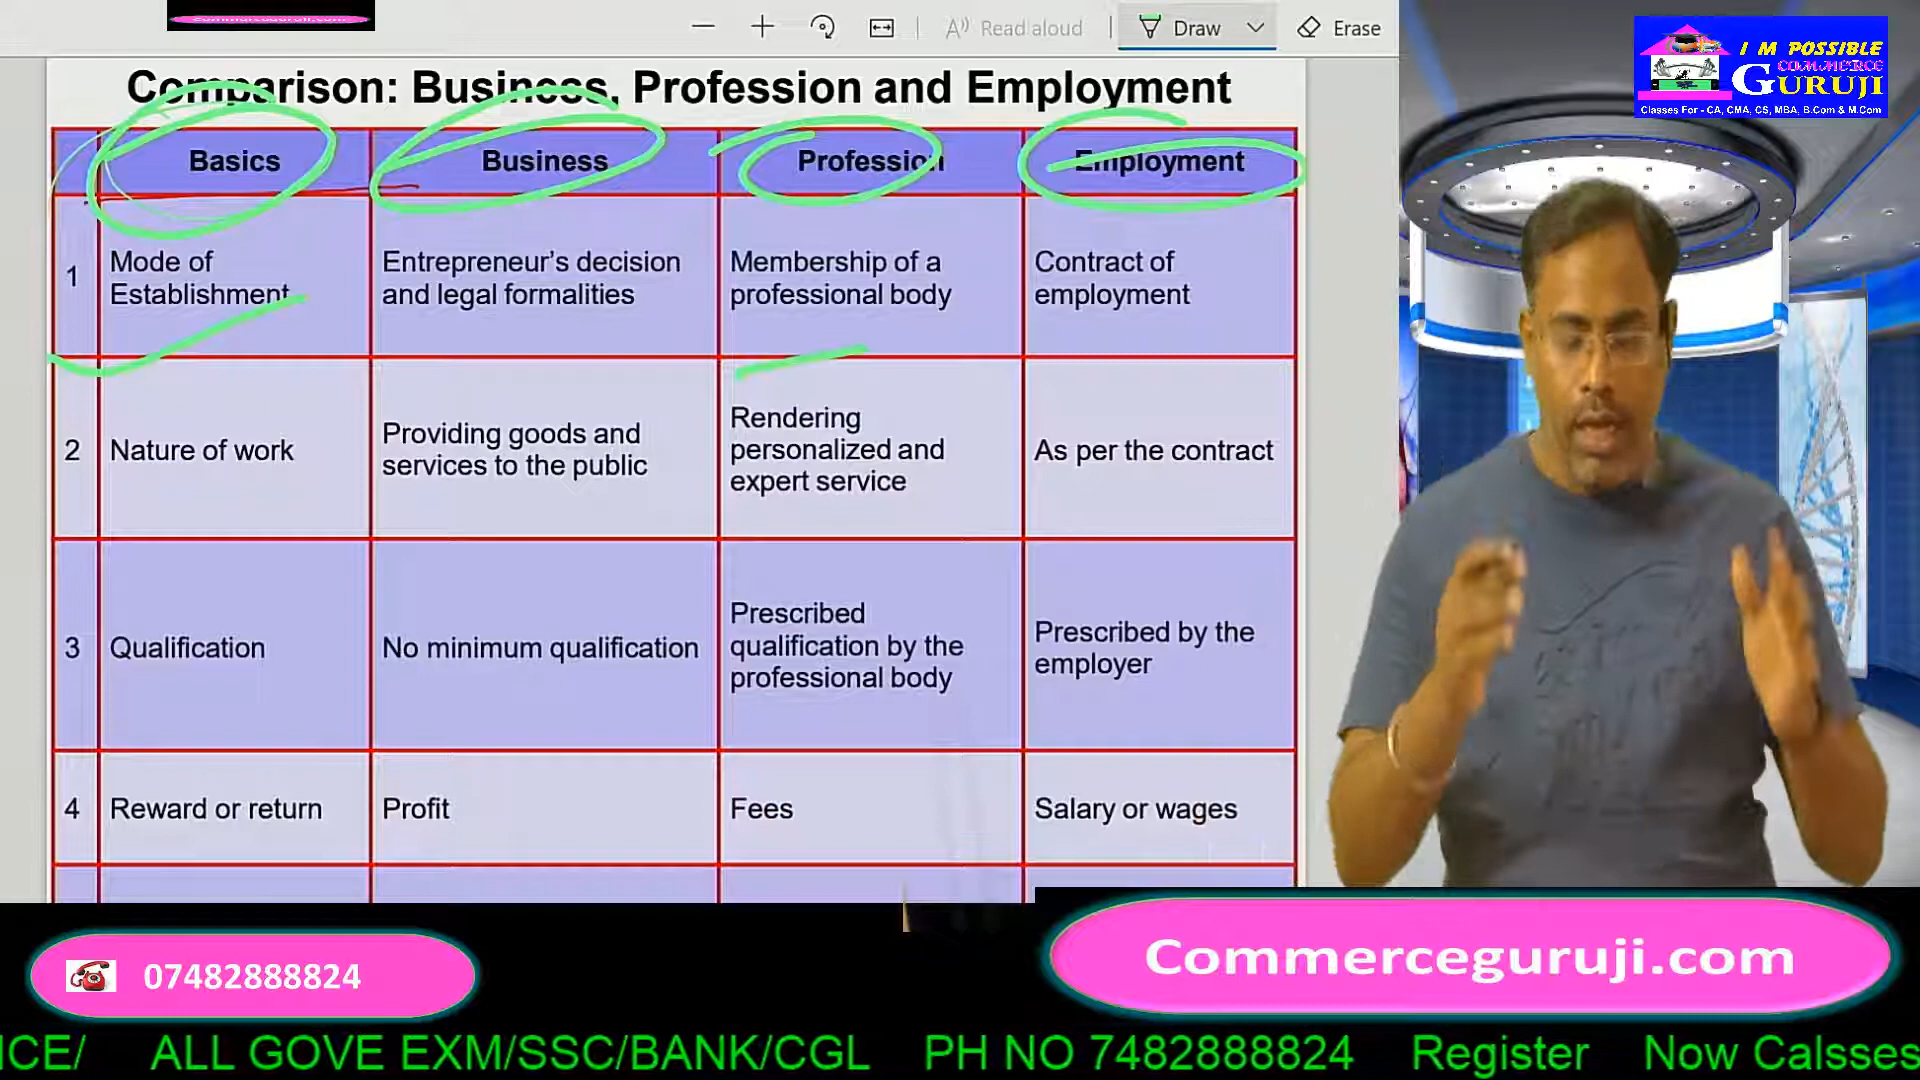 Read aloud
Draw
Erase
I M POSSIBLE
COMMERCE
GURUJI
Classes For - CA, CMA, CS, MBA, B.Com & M.Com
Comparison: Business, Profession and Employment
Basics Business Profession Employment
1 Mode of Establishment
Entrepreneur’s decision
and legal formalities
Membership of a
professional body
Contract of
employment
2 Nature of work
Providing goods and
services to the public
Rendering
personalized and
expert service
As per the contract
3 Qualification
No minimum qualification
Prescribed
qualification by the
professional body
Prescribed by the
employer
4 Reward or return
Profit
Fees
Salary or wages
07482888824
Commerceguruji.com
ICE/ ALL GOVE EXM/SSC/BANK/CGL PH NO 7482888824 Register Now Calsses